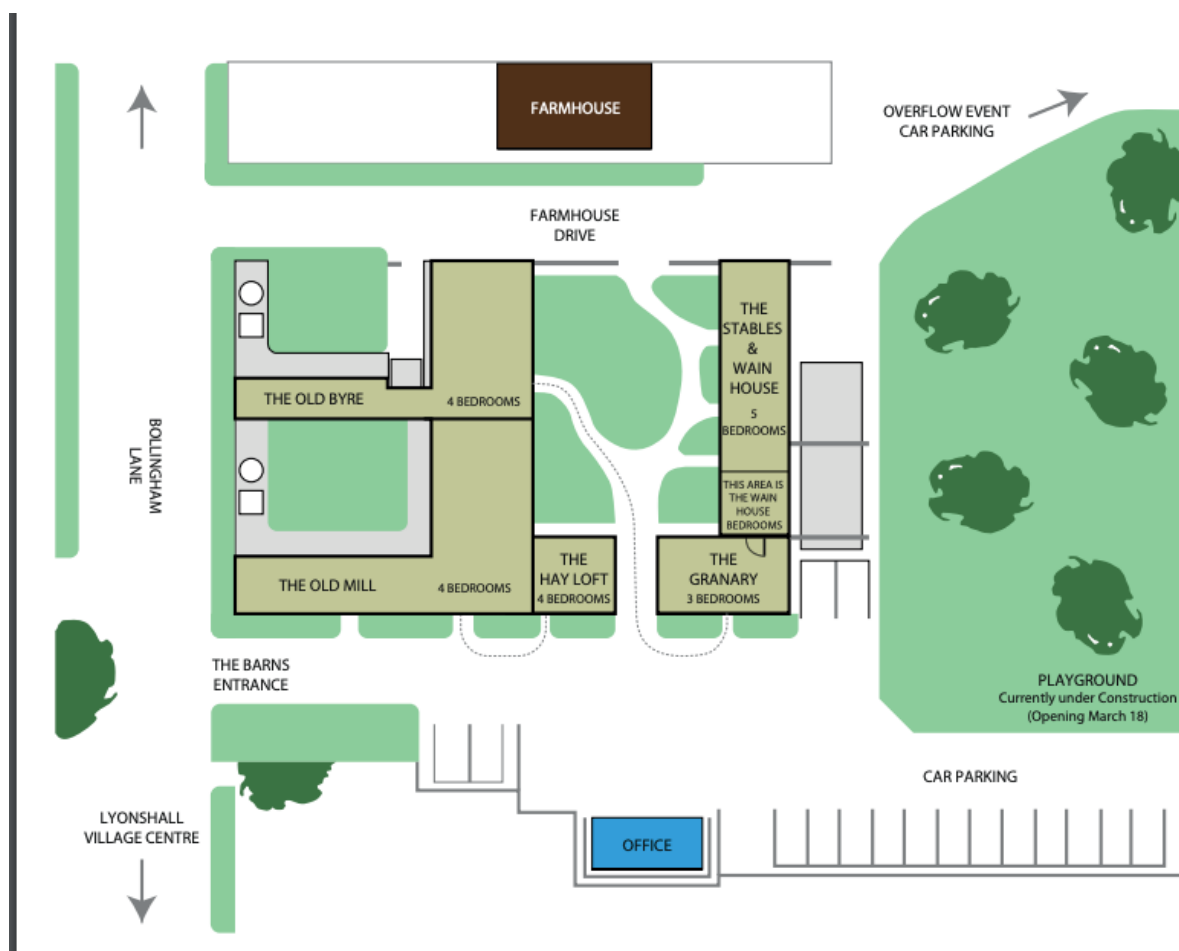 FARMHOUSE
OVERFLOW EVENT
CAR PARKING
FARMHOUSE
DRIVE
THE
STABLES
&
WAIN
HOUSE
5
BEDROOMS
THE OLD BYRE
4 BEDROOMS
BOLLINGHAM
LANE
THIS AREA IS
THE WAIN
HOUSE
BEDROOMS
THE OLD MILL
4 BEDROOMS
THE
HAY LOFT
4 BEDROOMS
THE
GRANARY
3 BEDROOMS
THE BARNS
ENTRANCE
PLAYGROUND
Currently under Construction
(Opening March 18)
CAR PARKING
LYONSHALL
VILLAGE CENTRE
OFFICE